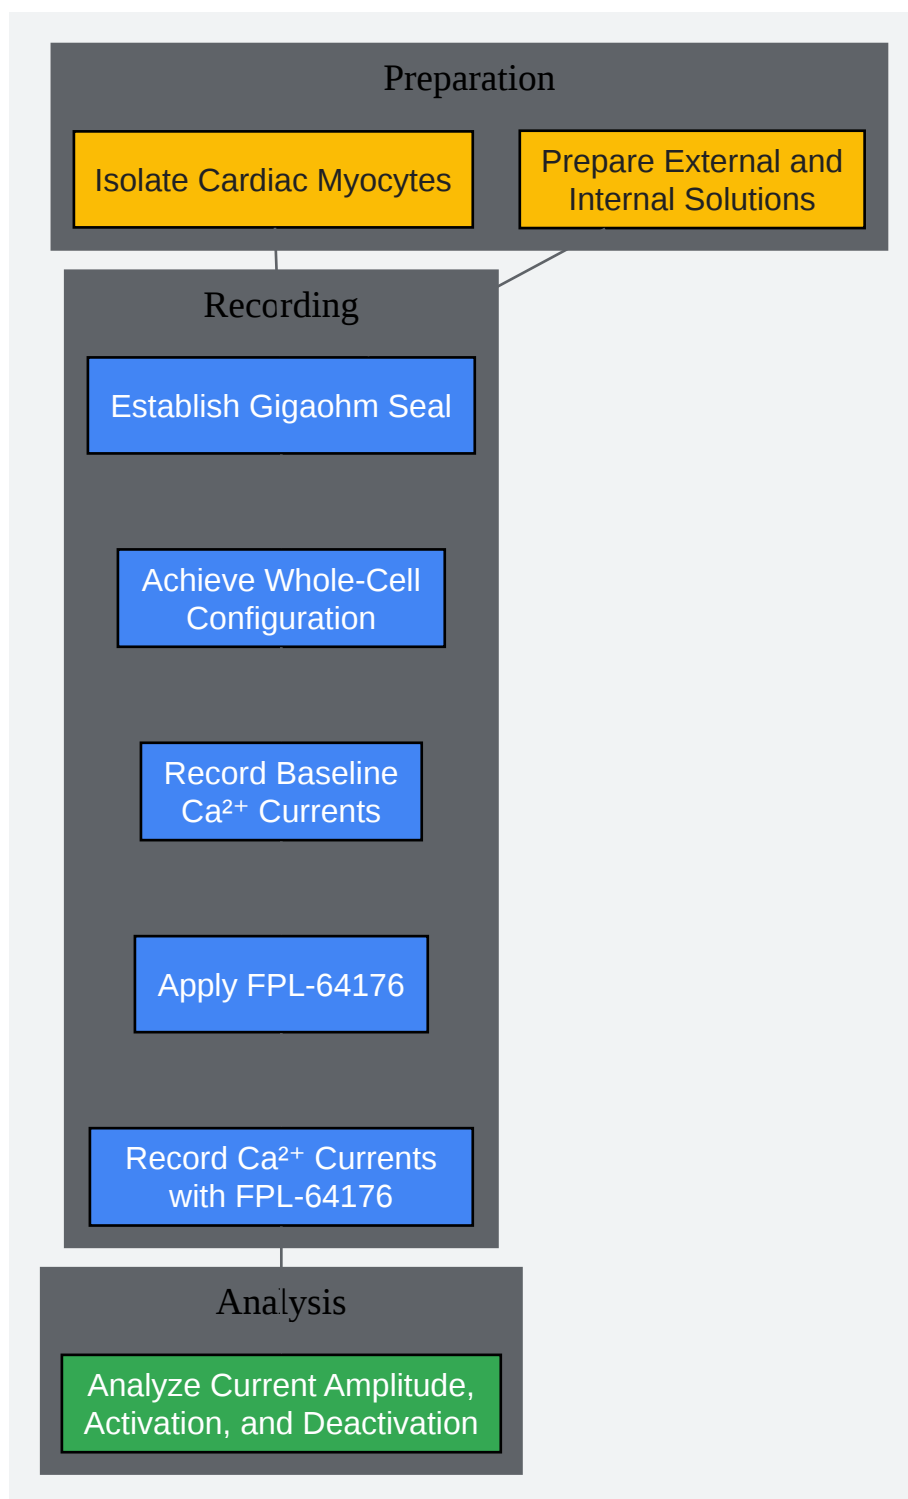 Preparation
Isolate Cardiac Myocytes
Prepare External and
Internal Solutions
Recording
Establish Gigaohm Seal
Achieve Whole-Cell
Configuration
Record Baseline
Ca²⁺ Currents
Apply FPL-64176
Record Ca²⁺ Currents
with FPL-64176
Analysis
Analyze Current Amplitude,
Activation, and Deactivation